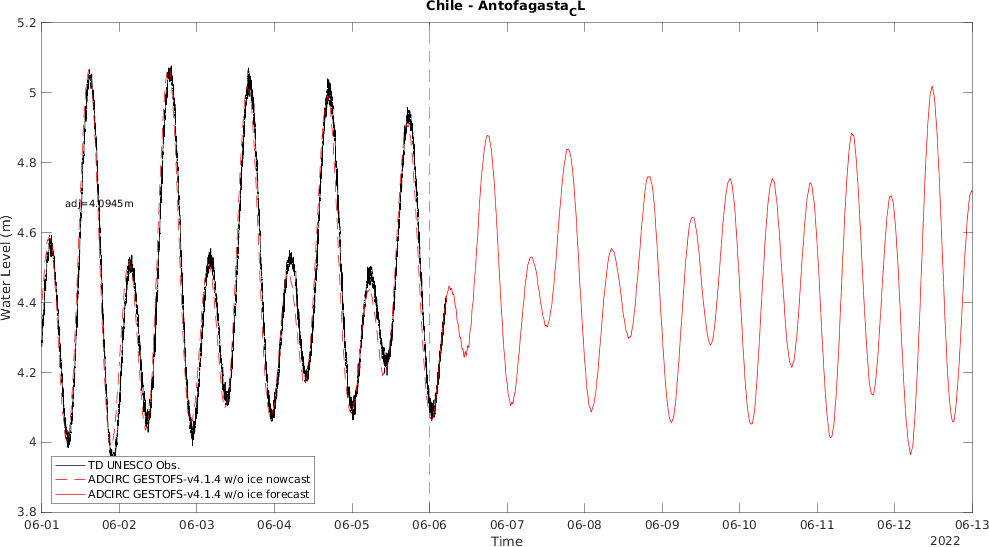 Chile - Antofagasta_CL
5.2
5
4.8
4.6
4.4
4.2
4
3.8
Water Level (m)
adj=4.0945m
TD UNESCO Obs.
ADCIRC GESTOFS-v4.1.4 w/o ice nowcast
ADCIRC GESTOFS-v4.1.4 w/o ice forecast
06-01 06-02 06-03 06-04 06-05 06-06 06-07 06-08 06-09 06-10 06-11 06-12 06-13
Time
2022